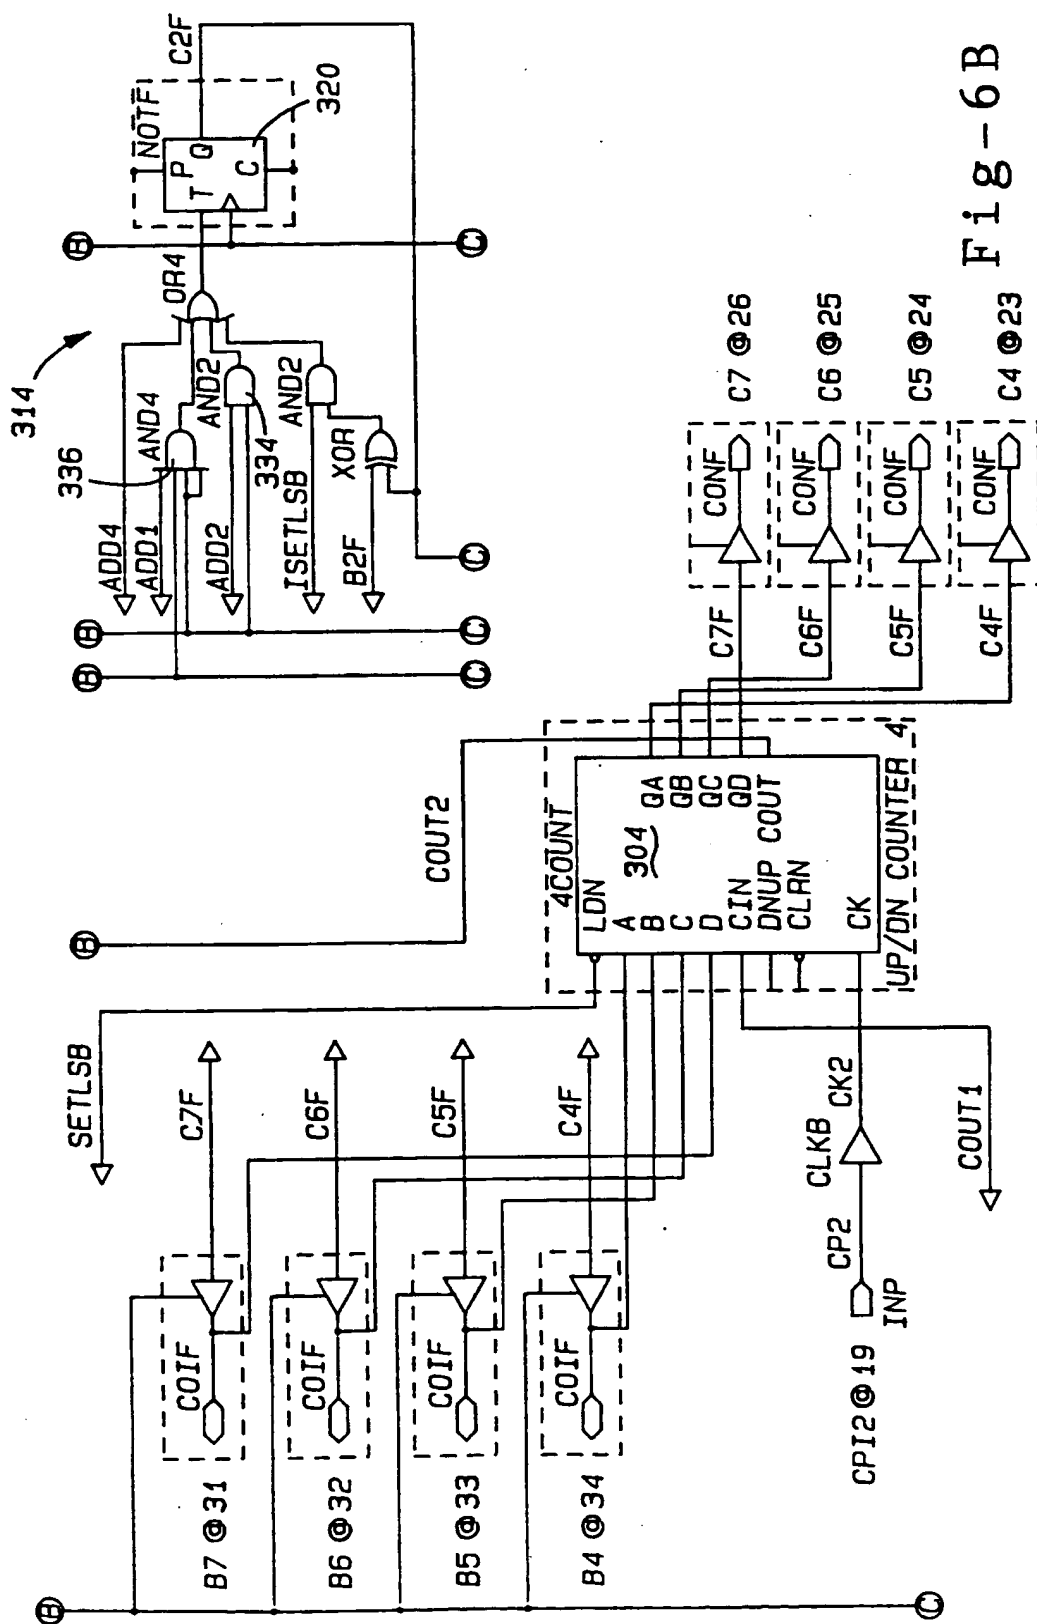 B
B7 @31
B6 @32
B5 @33
B4 @34
C
COIF
COIF
COIF
COIF
SETLSB
C7F
C6F
C5F
C4F
CPI2@19
INP
CP2
CLKB
CK2
COUT1
B
COUT2
4COUNT
LDN
A
B
C
D
CIN
DNUP
CLRN
CK
304
QA
QB
QC
QD
COUT
UP/DN COUNTER 4
C7F
C6F
C5F
C4F
CONF
CONF
CONF
CONF
C7 @26
C6 @25
C5 @24
C4 @23
B
B
C
C
C
ADD4
ADD1
ADD2
ISETLSB
B2F
314
336
AND4
AND2
334
AND2
XOR
OR4
B
C
NOTF
P
T
Q
C
320
C2F
Fig-6B